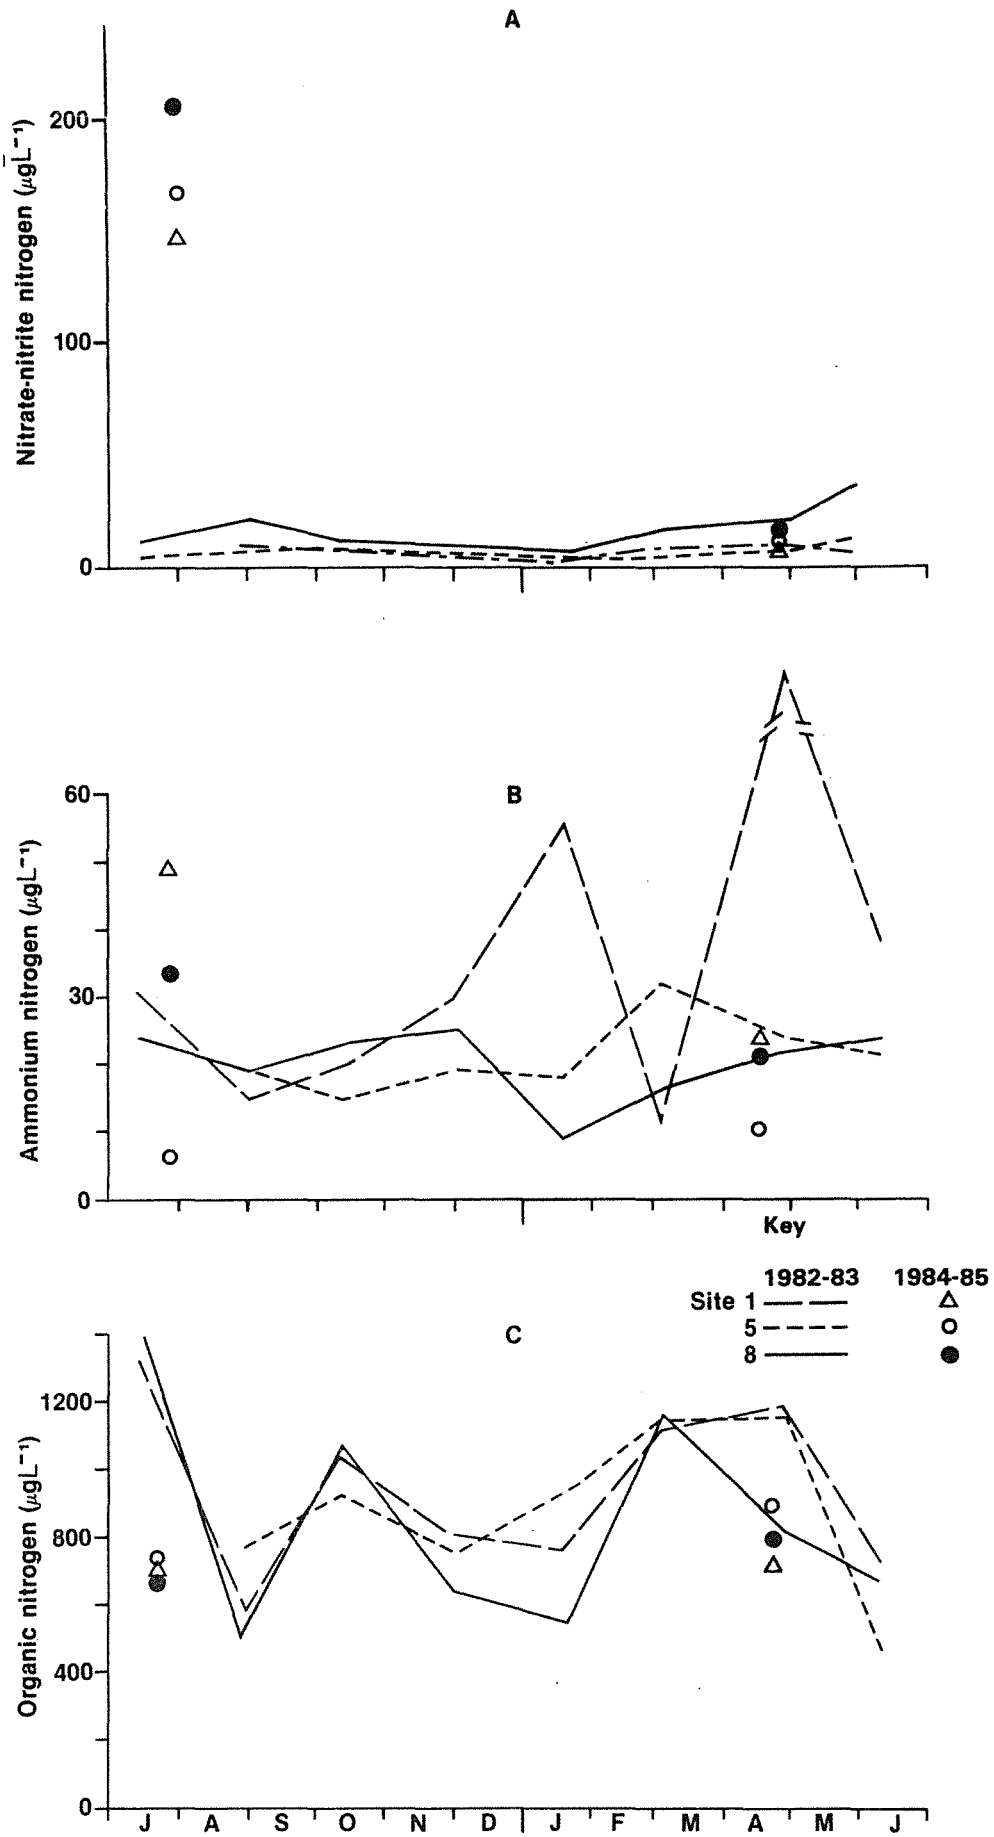 A
Nitrate-nitrite nitrogen (µgL⁻¹)
200
100
0
B
Ammonium nitrogen (µgL⁻¹)
60
30
0
Key
1982-83 1984-85
Site 1
5
8
C
Organic nitrogen (µgL⁻¹)
1200
800
400
0
J A S O N D J F M A M J